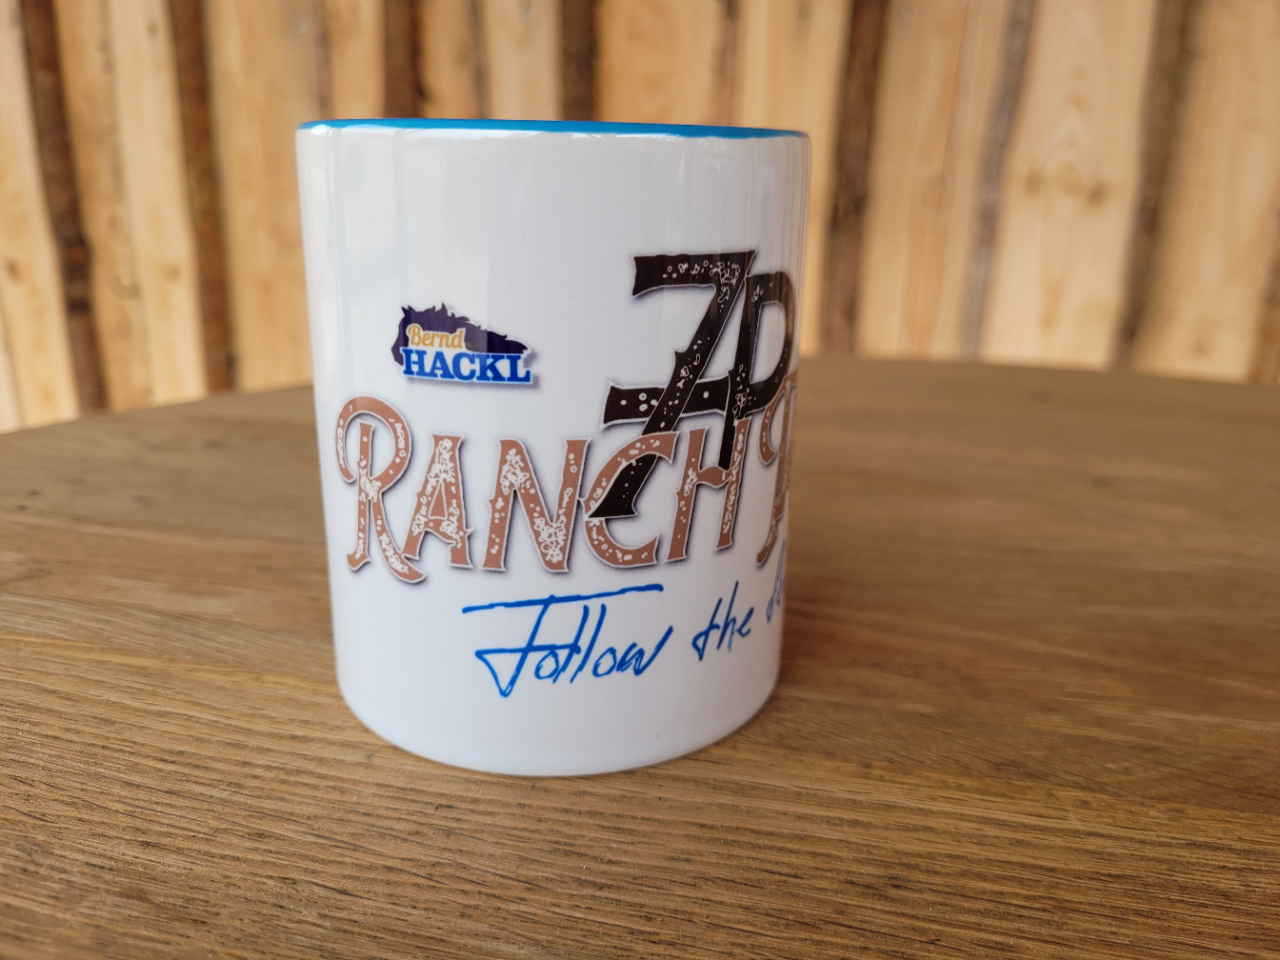 Bernd
HACKL
7P
RANCH
Follow the